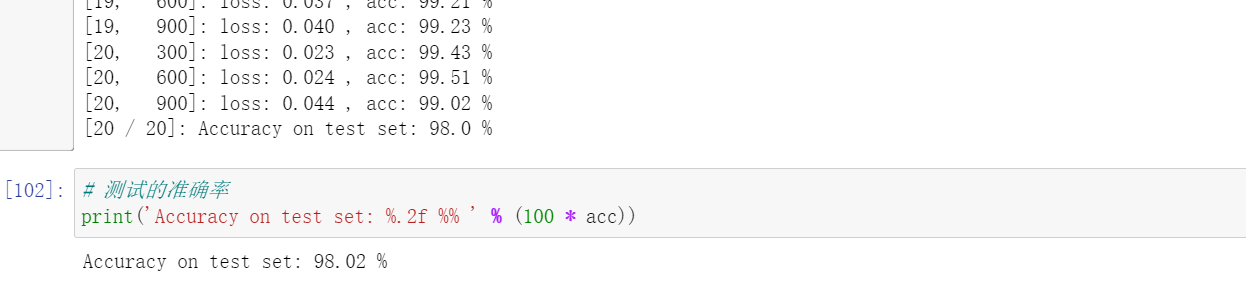 [19,   600]: loss: 0.037 , acc: 99.21 %
[19,   900]: loss: 0.040 , acc: 99.23 %
[20,   300]: loss: 0.023 , acc: 99.43 %
[20,   600]: loss: 0.024 , acc: 99.51 %
[20,   900]: loss: 0.044 , acc: 99.02 %
[20 / 20]: Accuracy on test set: 98.0 %
[102]: # 测试的准确率
print('Accuracy on test set: %.2f %% ' % (100 * acc))
Accuracy on test set: 98.02 %